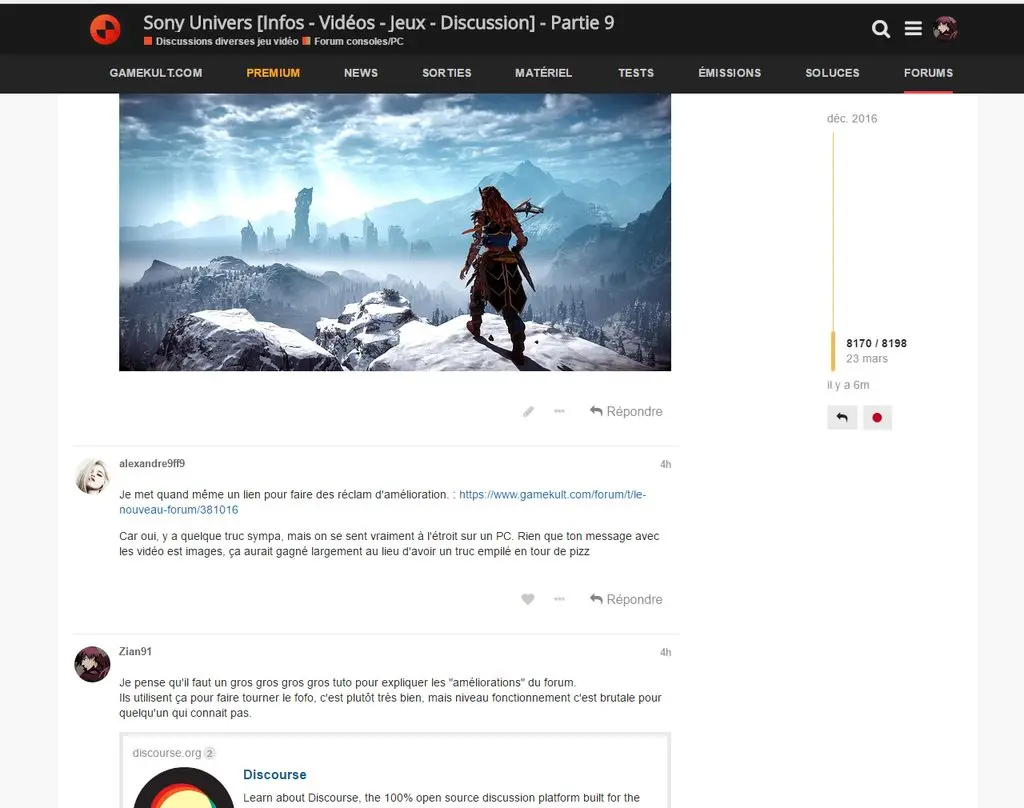 Sony Univers [Infos - Vidéos - Jeux - Discussion] - Partie 9
Discussions diverses jeu vidéo Forum consoles/PC
GAMEKULT.COM PREMIUM NEWS SORTIES MATÉRIEL TESTS ÉMISSIONS SOLUCES FORUMS
déc. 2016
8170 / 8198
23 mars
il y a 6m
Répondre
alexandre9ff9 4h
Je met quand même un lien pour faire des réclam d'amélioration. : https://www.gamekult.com/forum/t/le-
nouveau-forum/381016
Car oui, y a quelque truc sympa, mais on se sent vraiment à l'étroit sur un PC. Rien que ton message avec
les vidéo est images, ça aurait gagné largement au lieu d'avoir un truc empilé en tour de pizz
Répondre
Zian91 4h
Je pense qu'il faut un gros gros gros gros tuto pour expliquer les "améliorations" du forum.
Ils utilisent ça pour faire tourner le fofo, c'est plutôt très bien, mais niveau fonctionnement c'est brutale pour
quelqu'un qui connait pas.
discourse.org 2
Discourse
Learn about Discourse, the 100% open source discussion platform built for the